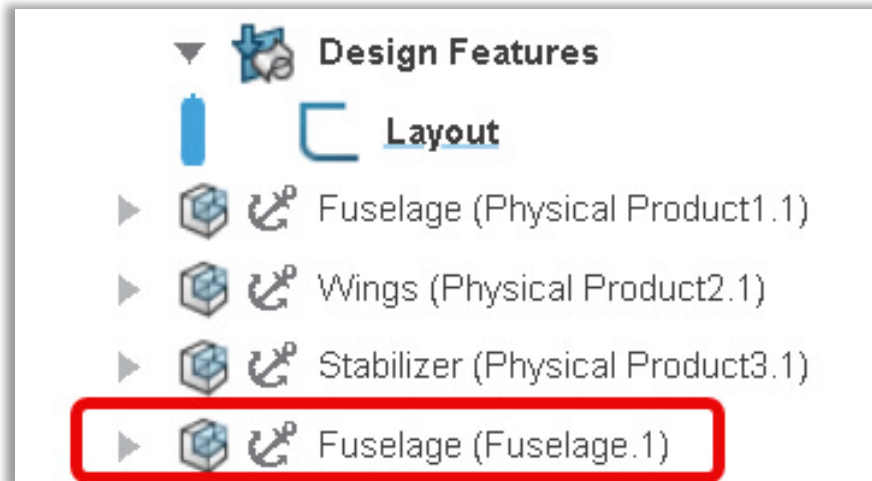 Design Features
Layout
Fuselage (Physical Product1.1)
Wings (Physical Product2.1)
Stabilizer (Physical Product3.1)
Fuselage (Fuselage.1)